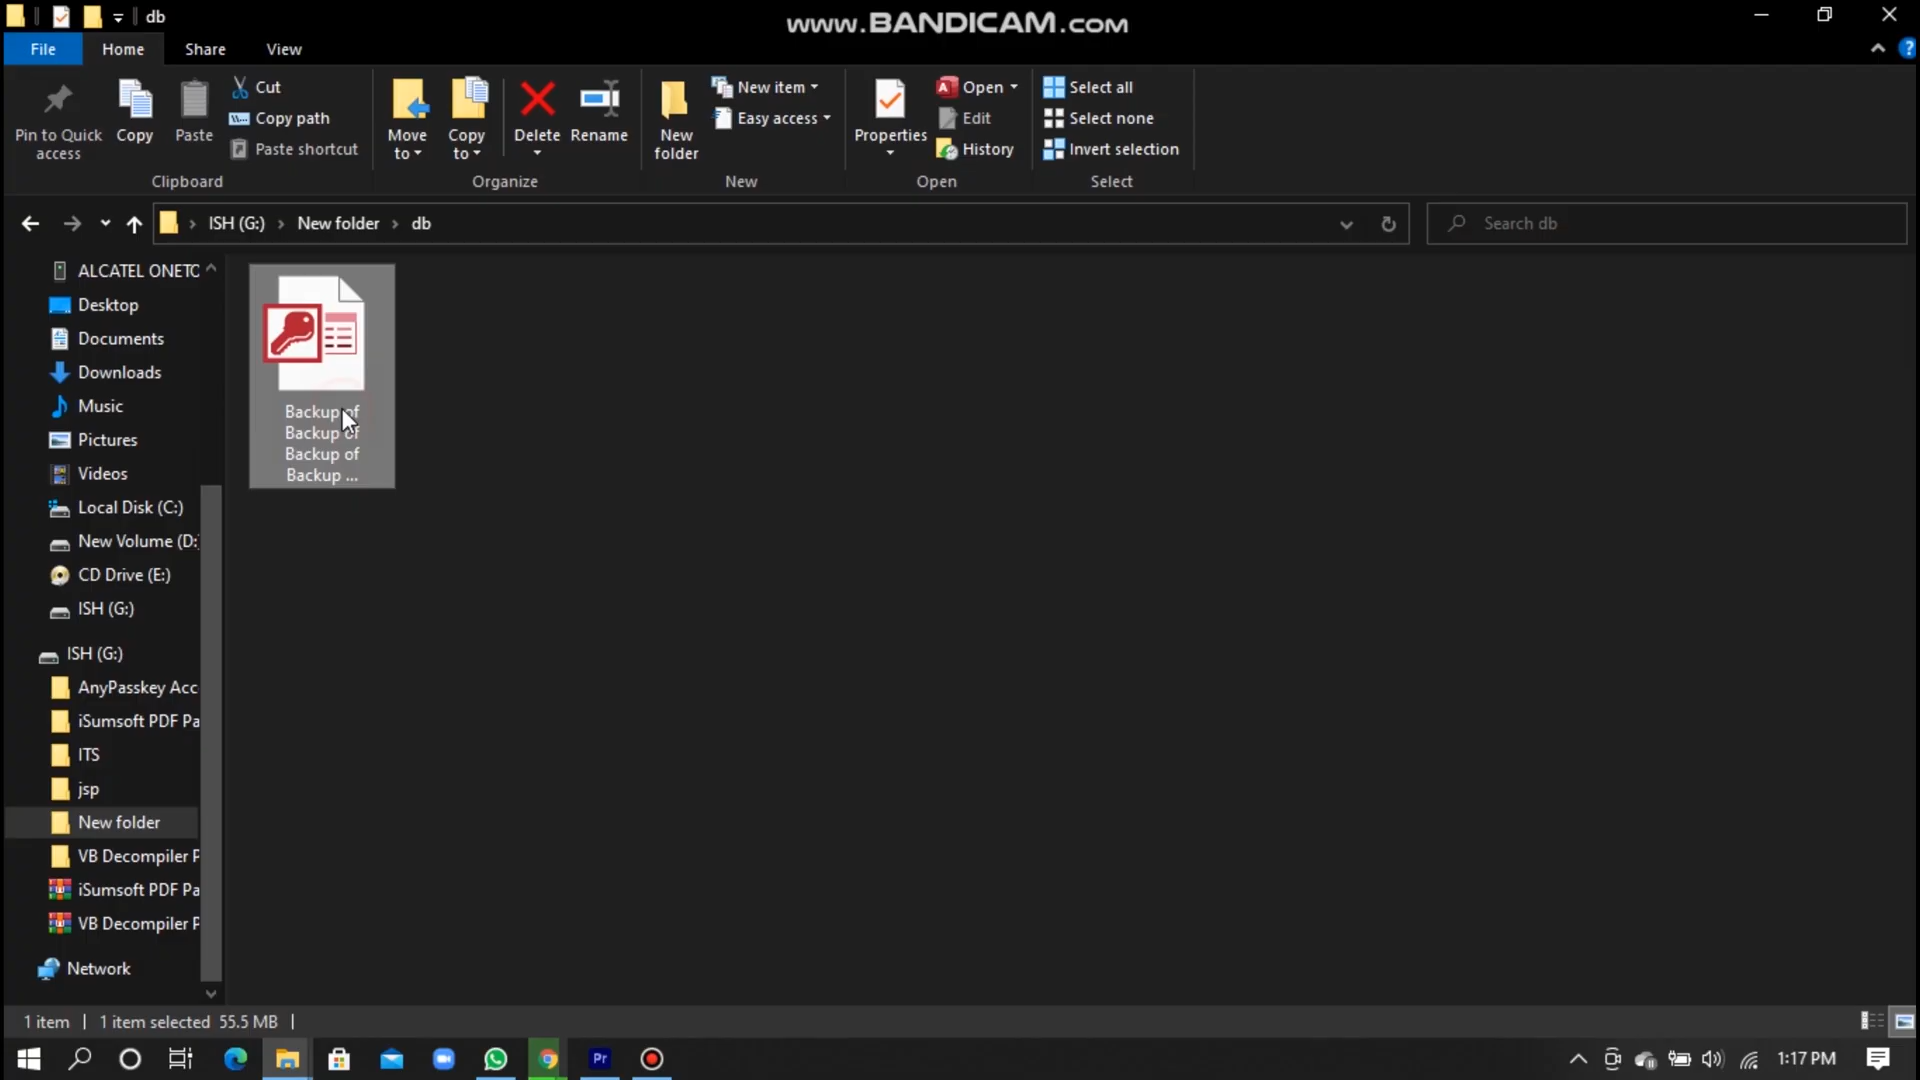 db
www.BANDICAM.com
File
Home
Share
View
?
Pin to Quick
access
Copy
Paste
Cut
Copy path
Paste shortcut
Clipboard
Move
to
Copy
to
Delete
Rename
Organize
New
folder
New item
Easy access
New
Properties
Open
Edit
History
Open
Select all
Select none
Invert selection
Select
ISH (G:)
New folder
db
Search db
ALCATEL ONETO
Desktop
Documents
Downloads
Music
Pictures
Videos
Local Disk (C:)
New Volume (D:)
CD Drive (E:)
ISH (G:)
ISH (G:)
AnyPasskey Acc
iSumsoft PDF Pa
ITS
jsp
New folder
VB Decompiler P
iSumsoft PDF Pa
VB Decompiler P
Network
Backup of
Backup of
Backup of
Backup ...
1 item
1 item selected 55.5 MB
Pr
1:17 PM